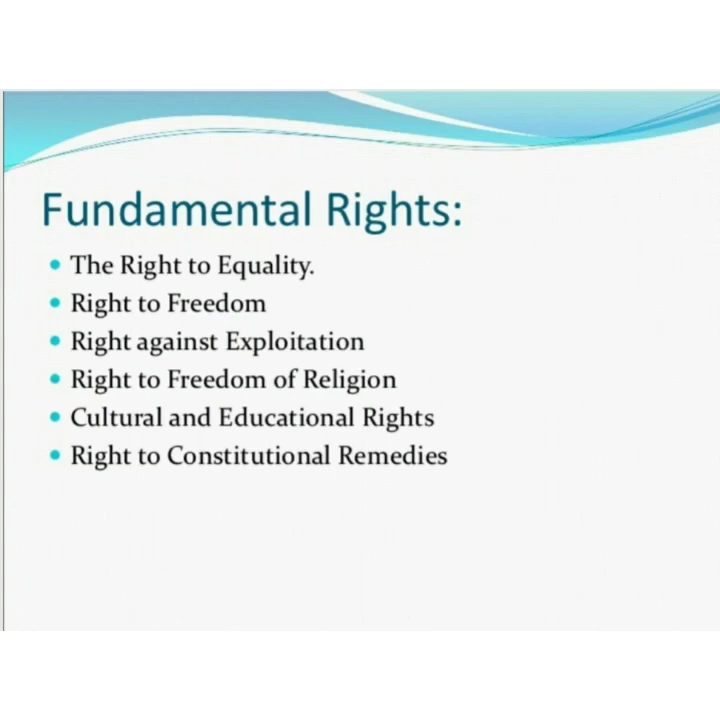 Fundamental Rights:
The Right to Equality.
Right to Freedom
Right against Exploitation
Right to Freedom of Religion
Cultural and Educational Rights
Right to Constitutional Remedies